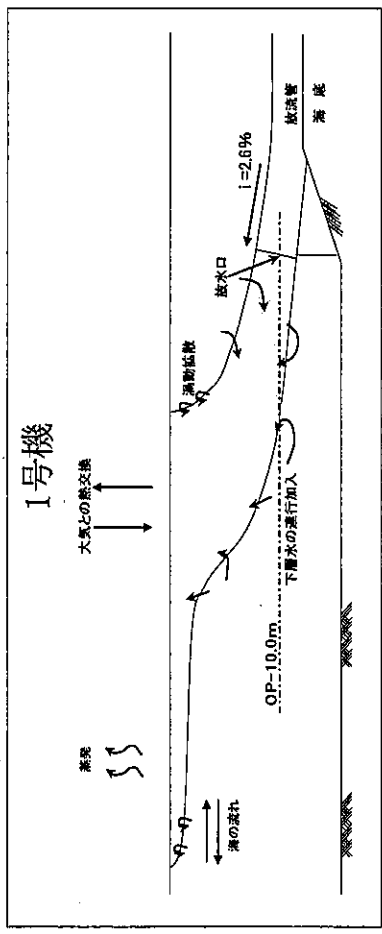 1号機
大気との熱交換
蒸発
渦動拡散
i=2.6%
放水口
放流管
海底
OP-10.0m
下層水の連行加入
海の流れ